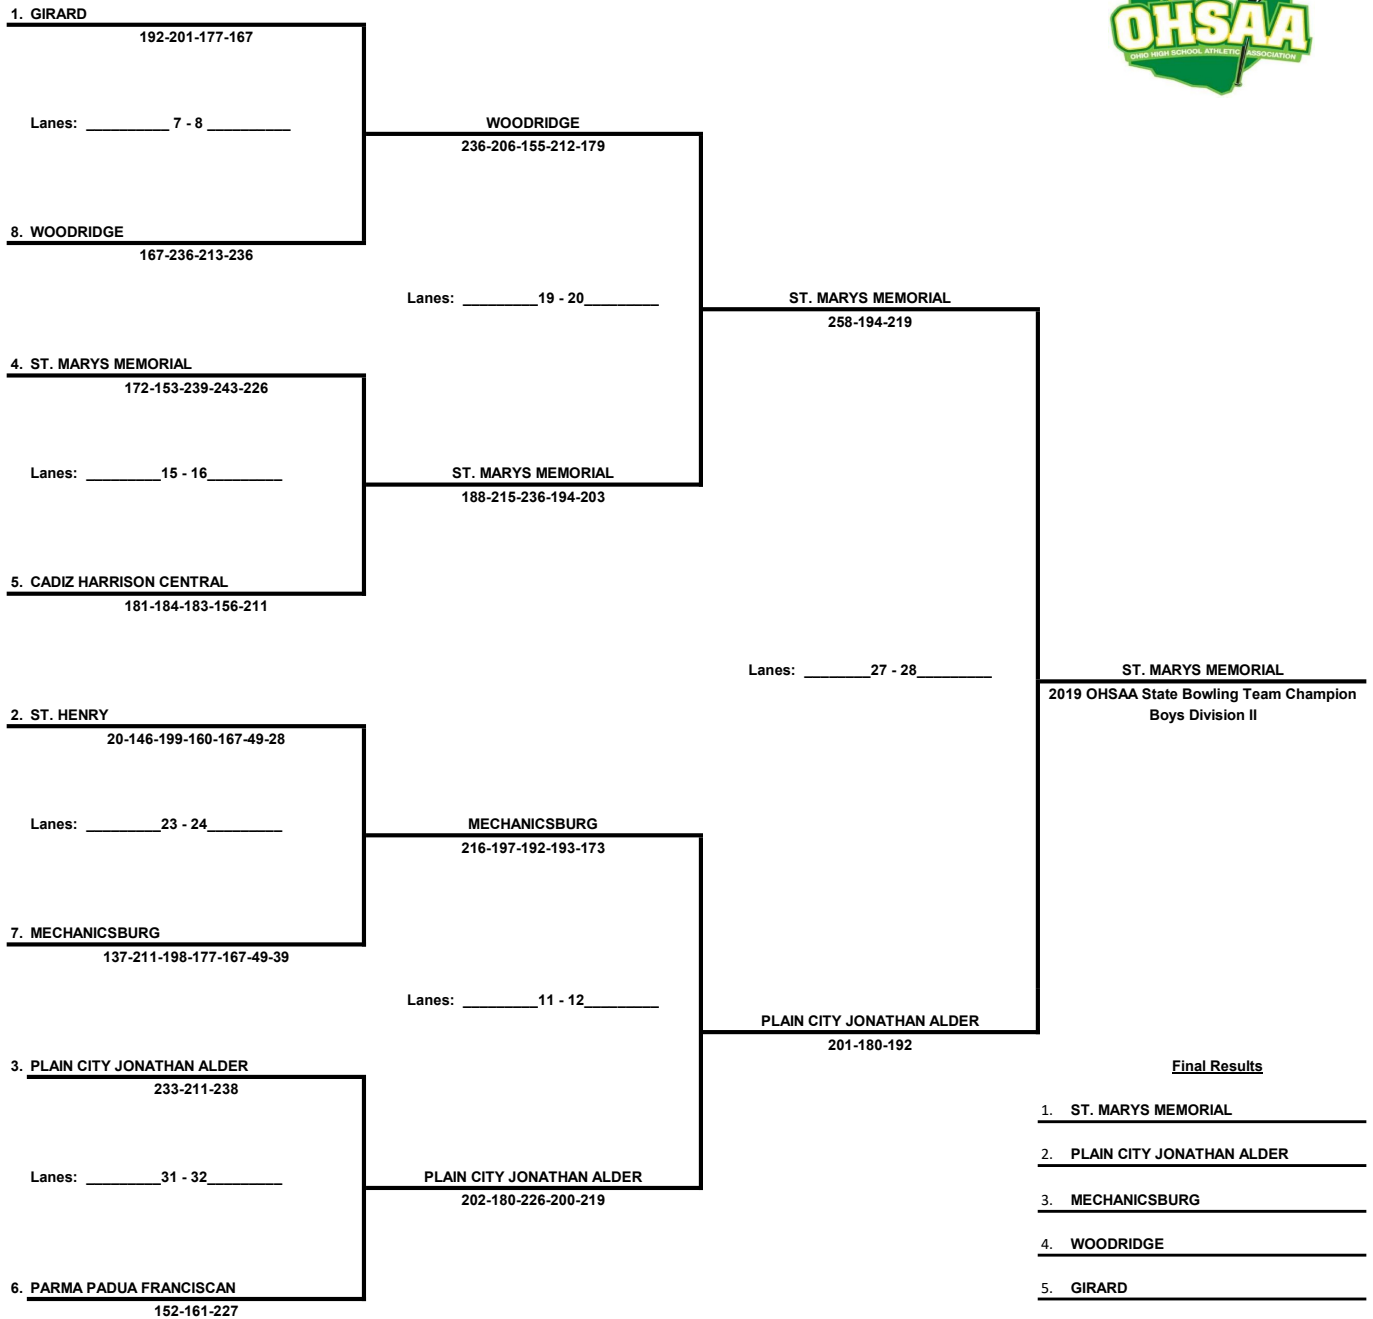 1. GIRARD
192-201-177-167
OHSAA
OHIO HIGH SCHOOL ATHLETIC ASSOCIATION
Lanes: __________ 7 - 8 __________
WOODRIDGE
236-206-155-212-179
8. WOODRIDGE
167-236-213-236
Lanes: _________19 - 20_________
ST. MARYS MEMORIAL
258-194-219
4. ST. MARYS MEMORIAL
172-153-239-243-226
Lanes: _________15 - 16_________
ST. MARYS MEMORIAL
188-215-236-194-203
5. CADIZ HARRISON CENTRAL
181-184-183-156-211
Lanes: ________27 - 28_________
ST. MARYS MEMORIAL
2019 OHSAA State Bowling Team Champion
Boys Division II
2. ST. HENRY
20-146-199-160-167-49-28
Lanes: _________23 - 24_________
MECHANICSBURG
216-197-192-193-173
7. MECHANICSBURG
137-211-198-177-167-49-39
Lanes: _________11 - 12_________
PLAIN CITY JONATHAN ALDER
201-180-192
3. PLAIN CITY JONATHAN ALDER
233-211-238
Lanes: _________31 - 32_________
PLAIN CITY JONATHAN ALDER
202-180-226-200-219
6. PARMA PADUA FRANCISCAN
152-161-227
Final Results
1. ST. MARYS MEMORIAL
2. PLAIN CITY JONATHAN ALDER
3. MECHANICSBURG
4. WOODRIDGE
5. GIRARD